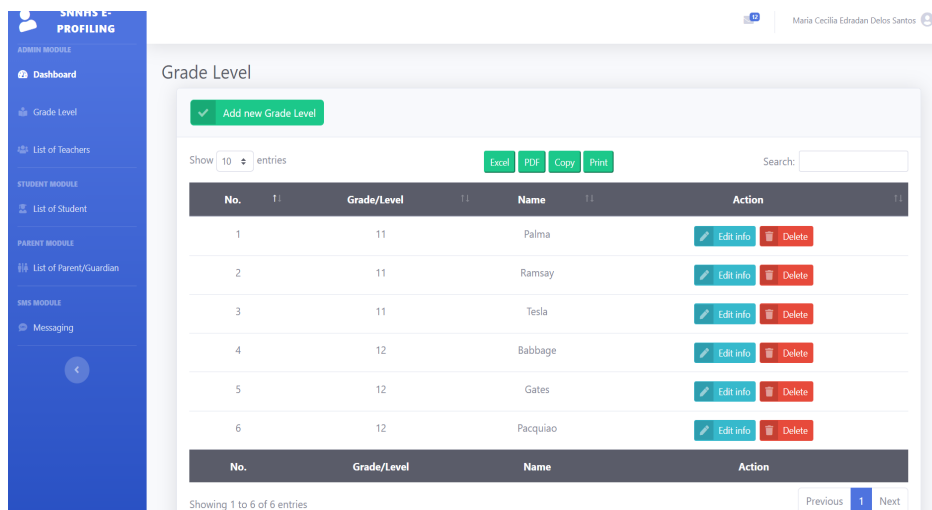 SNNHS E-
PROFILING
12
Maria Cecilia Edradan Delos Santos
ADMIN MODULE
Dashboard
Grade Level
List of Teachers
STUDENT MODULE
List of Student
PARENT MODULE
List of Parent/Guardian
SMS MODULE
Messaging
Grade Level
Add new Grade Level
Show 10 entries
Excel PDF Copy Print
Search:
No. Grade/Level Name Action
1 11 Palma Edit info Delete
2 11 Ramsay Edit info Delete
3 11 Tesla Edit info Delete
4 12 Babbage Edit info Delete
5 12 Gates Edit info Delete
6 12 Pacquiao Edit info Delete
No. Grade/Level Name Action
Showing 1 to 6 of 6 entries
Previous 1 Next